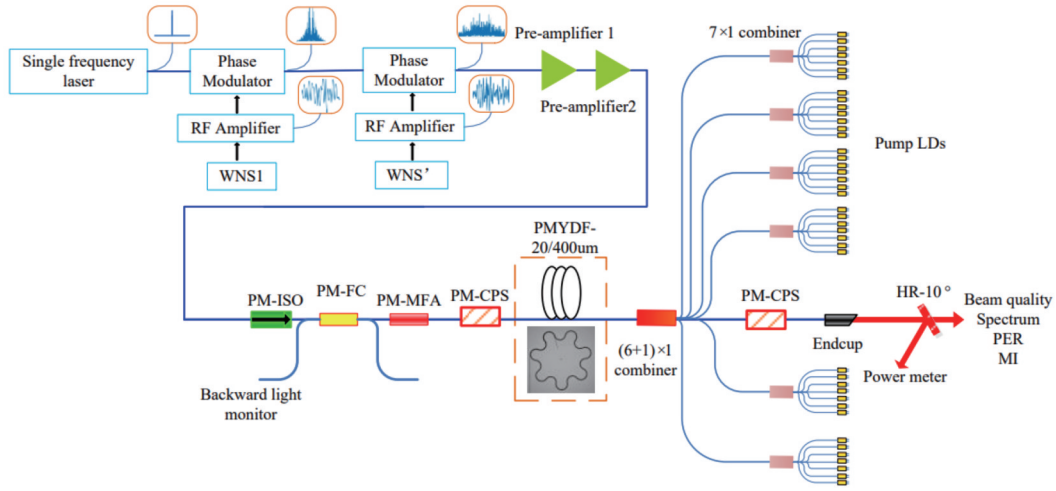 Single frequency
laser
Phase
Modulator
RF Amplifier
WNS1
Phase
Modulator
RF Amplifier
WNS’
Pre-amplifier 1
Pre-amplifier2
7×1 combiner
Pump LDs
PMYDF-
20/400um
PM-ISO
PM-FC
PM-MFA
PM-CPS
(6+1)×1
combiner
PM-CPS
Endcup
HR-10°
Beam quality
Spectrum
PER
MI
Power meter
Backward light
monitor